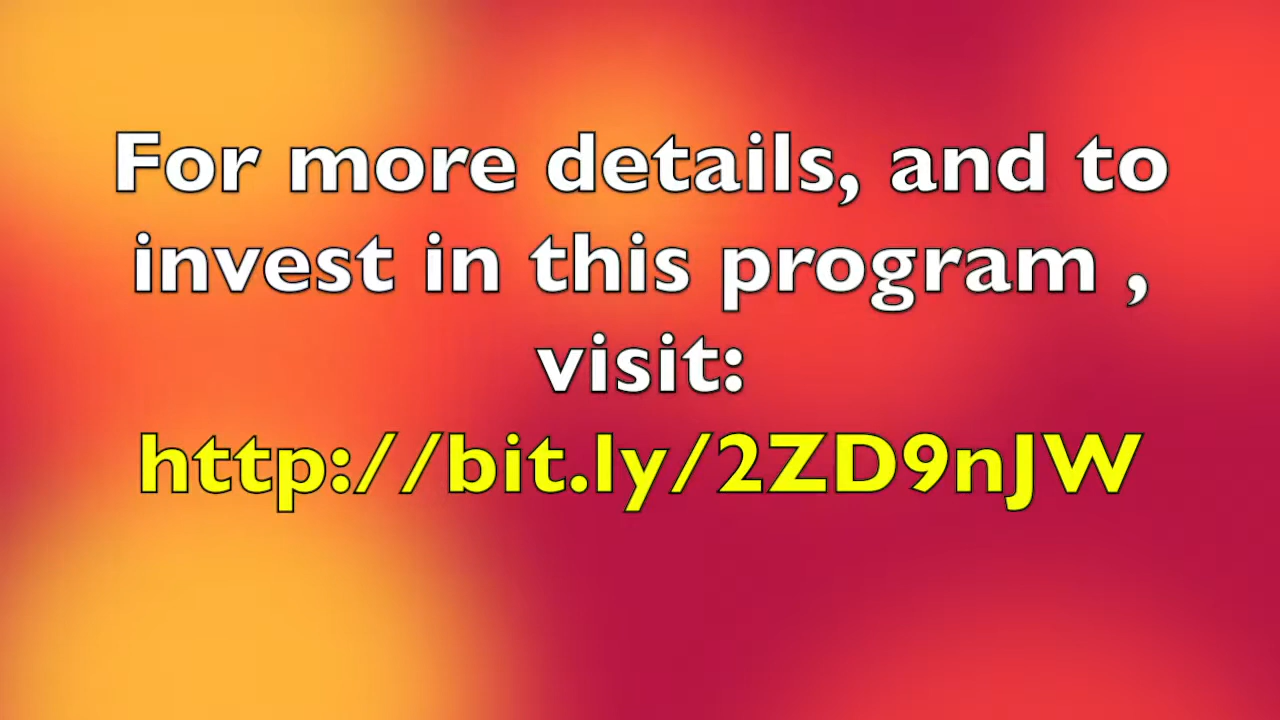 For more details, and to
invest in this program ,
visit:
http://bit.ly/2ZD9nJW